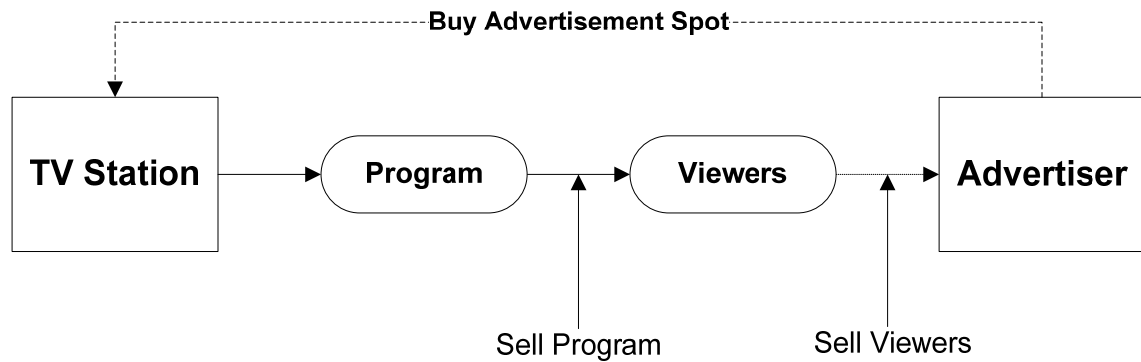 Buy Advertisement Spot
TV Station
Program
Viewers
Advertiser
Sell Program
Sell Viewers